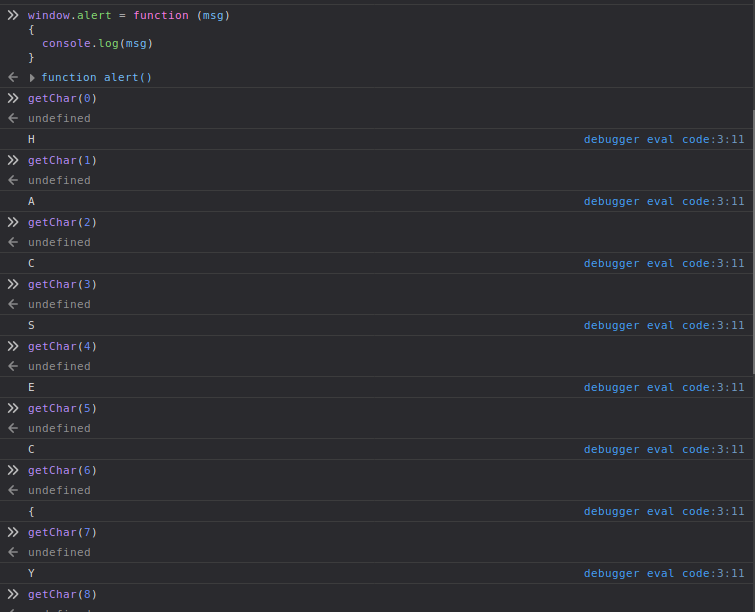 window.alert = function (msg)
{
  console.log(msg)
}
function alert()
getChar(0)
undefined
H debugger eval code:3:11
getChar(1)
undefined
A debugger eval code:3:11
getChar(2)
undefined
C debugger eval code:3:11
getChar(3)
undefined
S debugger eval code:3:11
getChar(4)
undefined
E debugger eval code:3:11
getChar(5)
undefined
C debugger eval code:3:11
getChar(6)
undefined
{ debugger eval code:3:11
getChar(7)
undefined
Y debugger eval code:3:11
getChar(8)